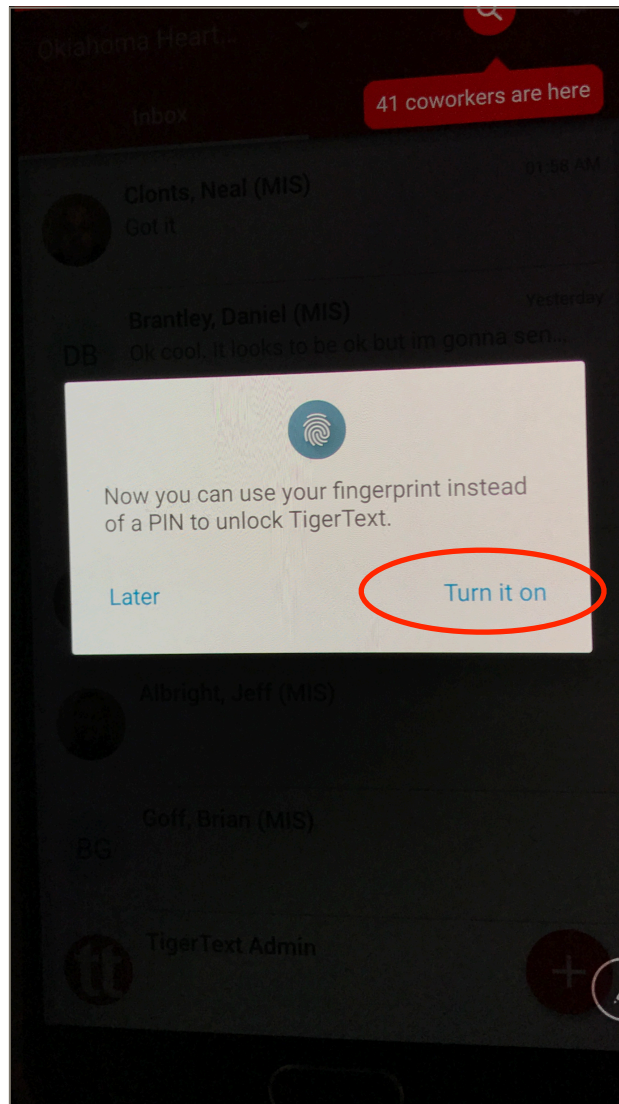 Oklahoma Heart...
41 coworkers are here
Inbox
Clonts, Neal (MIS)
01:58 AM
Got it
Brantley, Daniel (MIS)
Yesterday
DB
Ok cool. It looks to be ok but im gonna sen...
Now you can use your fingerprint instead
of a PIN to unlock TigerText.
Later
Turn it on
Albright, Jeff (MIS)
Goff, Brian (MIS)
BG
TigerText Admin
tt